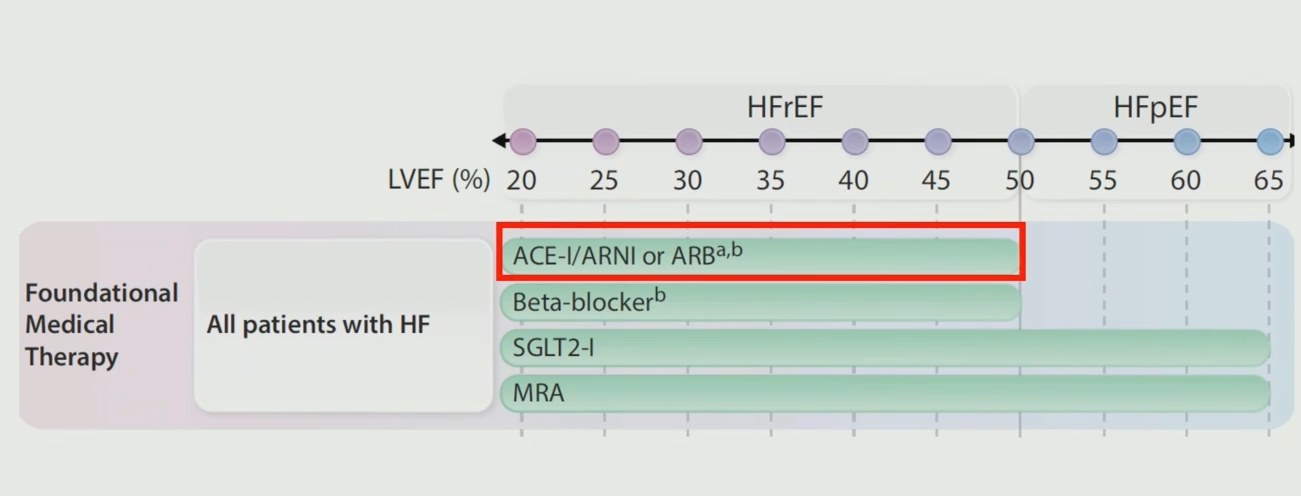 HFrEF HFpEF
LVEF (%) 20 25 30 35 40 45 50 55 60 65
Foundational
Medical
Therapy
All patients with HF
ACE-I/ARNI or ARBa,b
Beta-blockerb
SGLT2-I
MRA